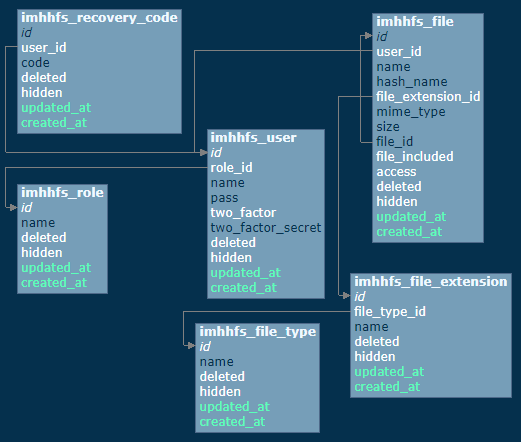 imhhfs_recovery_code
id
user_id
code
deleted
hidden
updated_at
created_at
imhhfs_file
id
user_id
name
hash_name
file_extension_id
mime_type
size
file_id
file_included
access
deleted
hidden
updated_at
created_at
imhhfs_user
id
role_id
name
pass
two_factor
two_factor_secret
deleted
hidden
updated_at
created_at
imhhfs_role
id
name
deleted
hidden
updated_at
created_at
imhhfs_file_extension
id
file_type_id
name
deleted
hidden
updated_at
created_at
imhhfs_file_type
id
name
deleted
hidden
updated_at
created_at